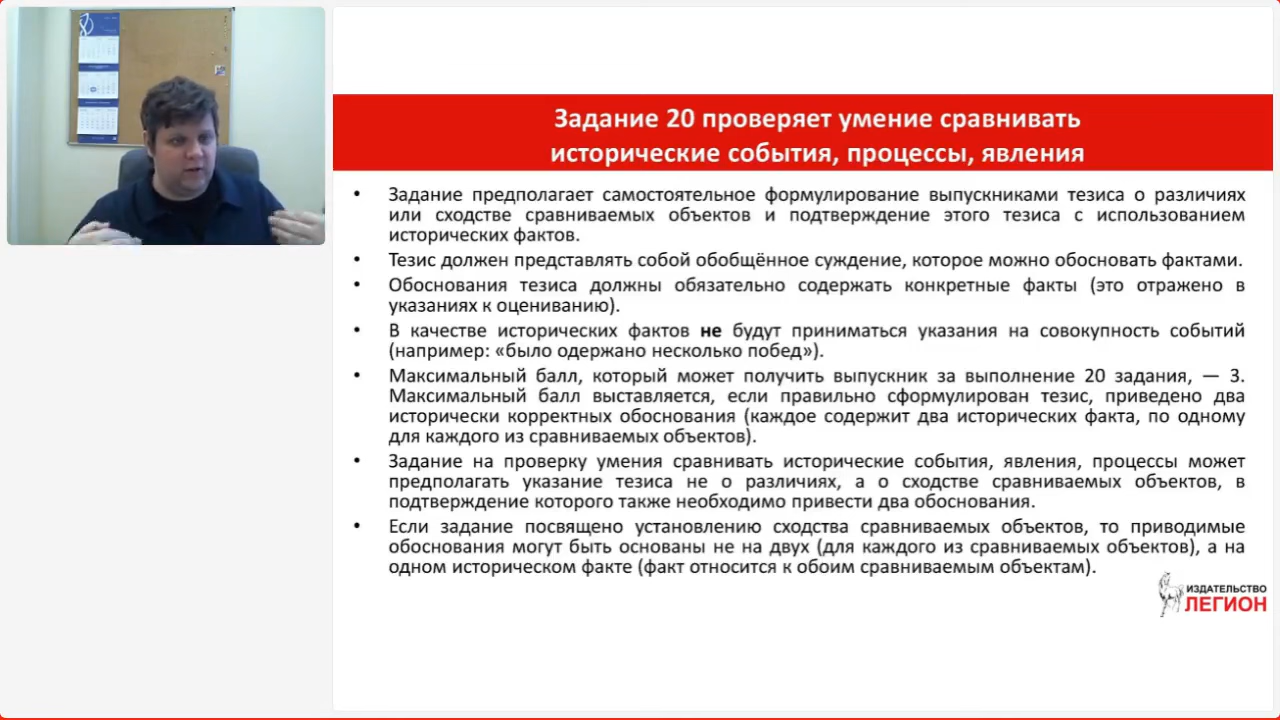 Задание 20 проверяет умение сравнивать
исторические события, процессы, явления
• Задание предполагает самостоятельное формулирование выпускниками тезиса о различиях
или сходстве сравниваемых объектов и подтверждение этого тезиса с использованием
исторических фактов.
• Тезис должен представлять собой обобщённое суждение, которое можно обосновать фактами.
• Обоснования тезиса должны обязательно содержать конкретные факты (это отражено в
указаниях к оцениванию).
• В качестве исторических фактов не будут приниматься указания на совокупность событий
(например: «было одержано несколько побед»).
• Максимальный балл, который может получить выпускник за выполнение 20 задания, — 3.
Максимальный балл выставляется, если правильно сформулирован тезис, приведено два
исторически корректных обоснования (каждое содержит два исторических факта, по одному
для каждого из сравниваемых объектов).
• Задание на проверку умения сравнивать исторические события, явления, процессы может
предполагать указание тезиса не о различиях, а о сходстве сравниваемых объектов, в
подтверждение которого также необходимо привести два обоснования.
• Если задание посвящено установлению сходства сравниваемых объектов, то приводимые
обоснования могут быть основаны не на двух (для каждого из сравниваемых объектов), а на
одном историческом факте (факт относится к обоим сравниваемым объектам).
ИЗДАТЕЛЬСТВО
ЛЕГИОН